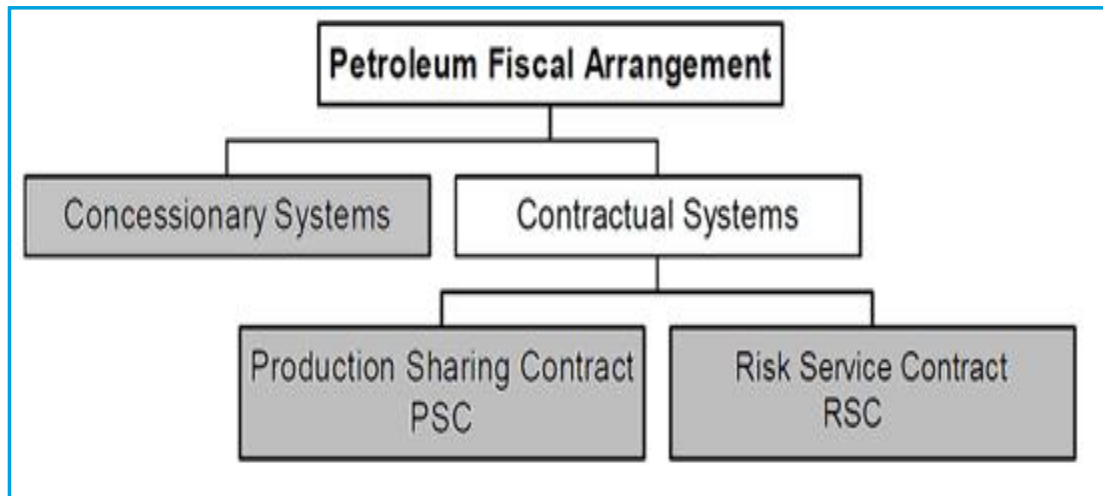 Petroleum Fiscal Arrangement
Concessionary Systems
Contractual Systems
Production Sharing Contract
PSC
Risk Service Contract
RSC